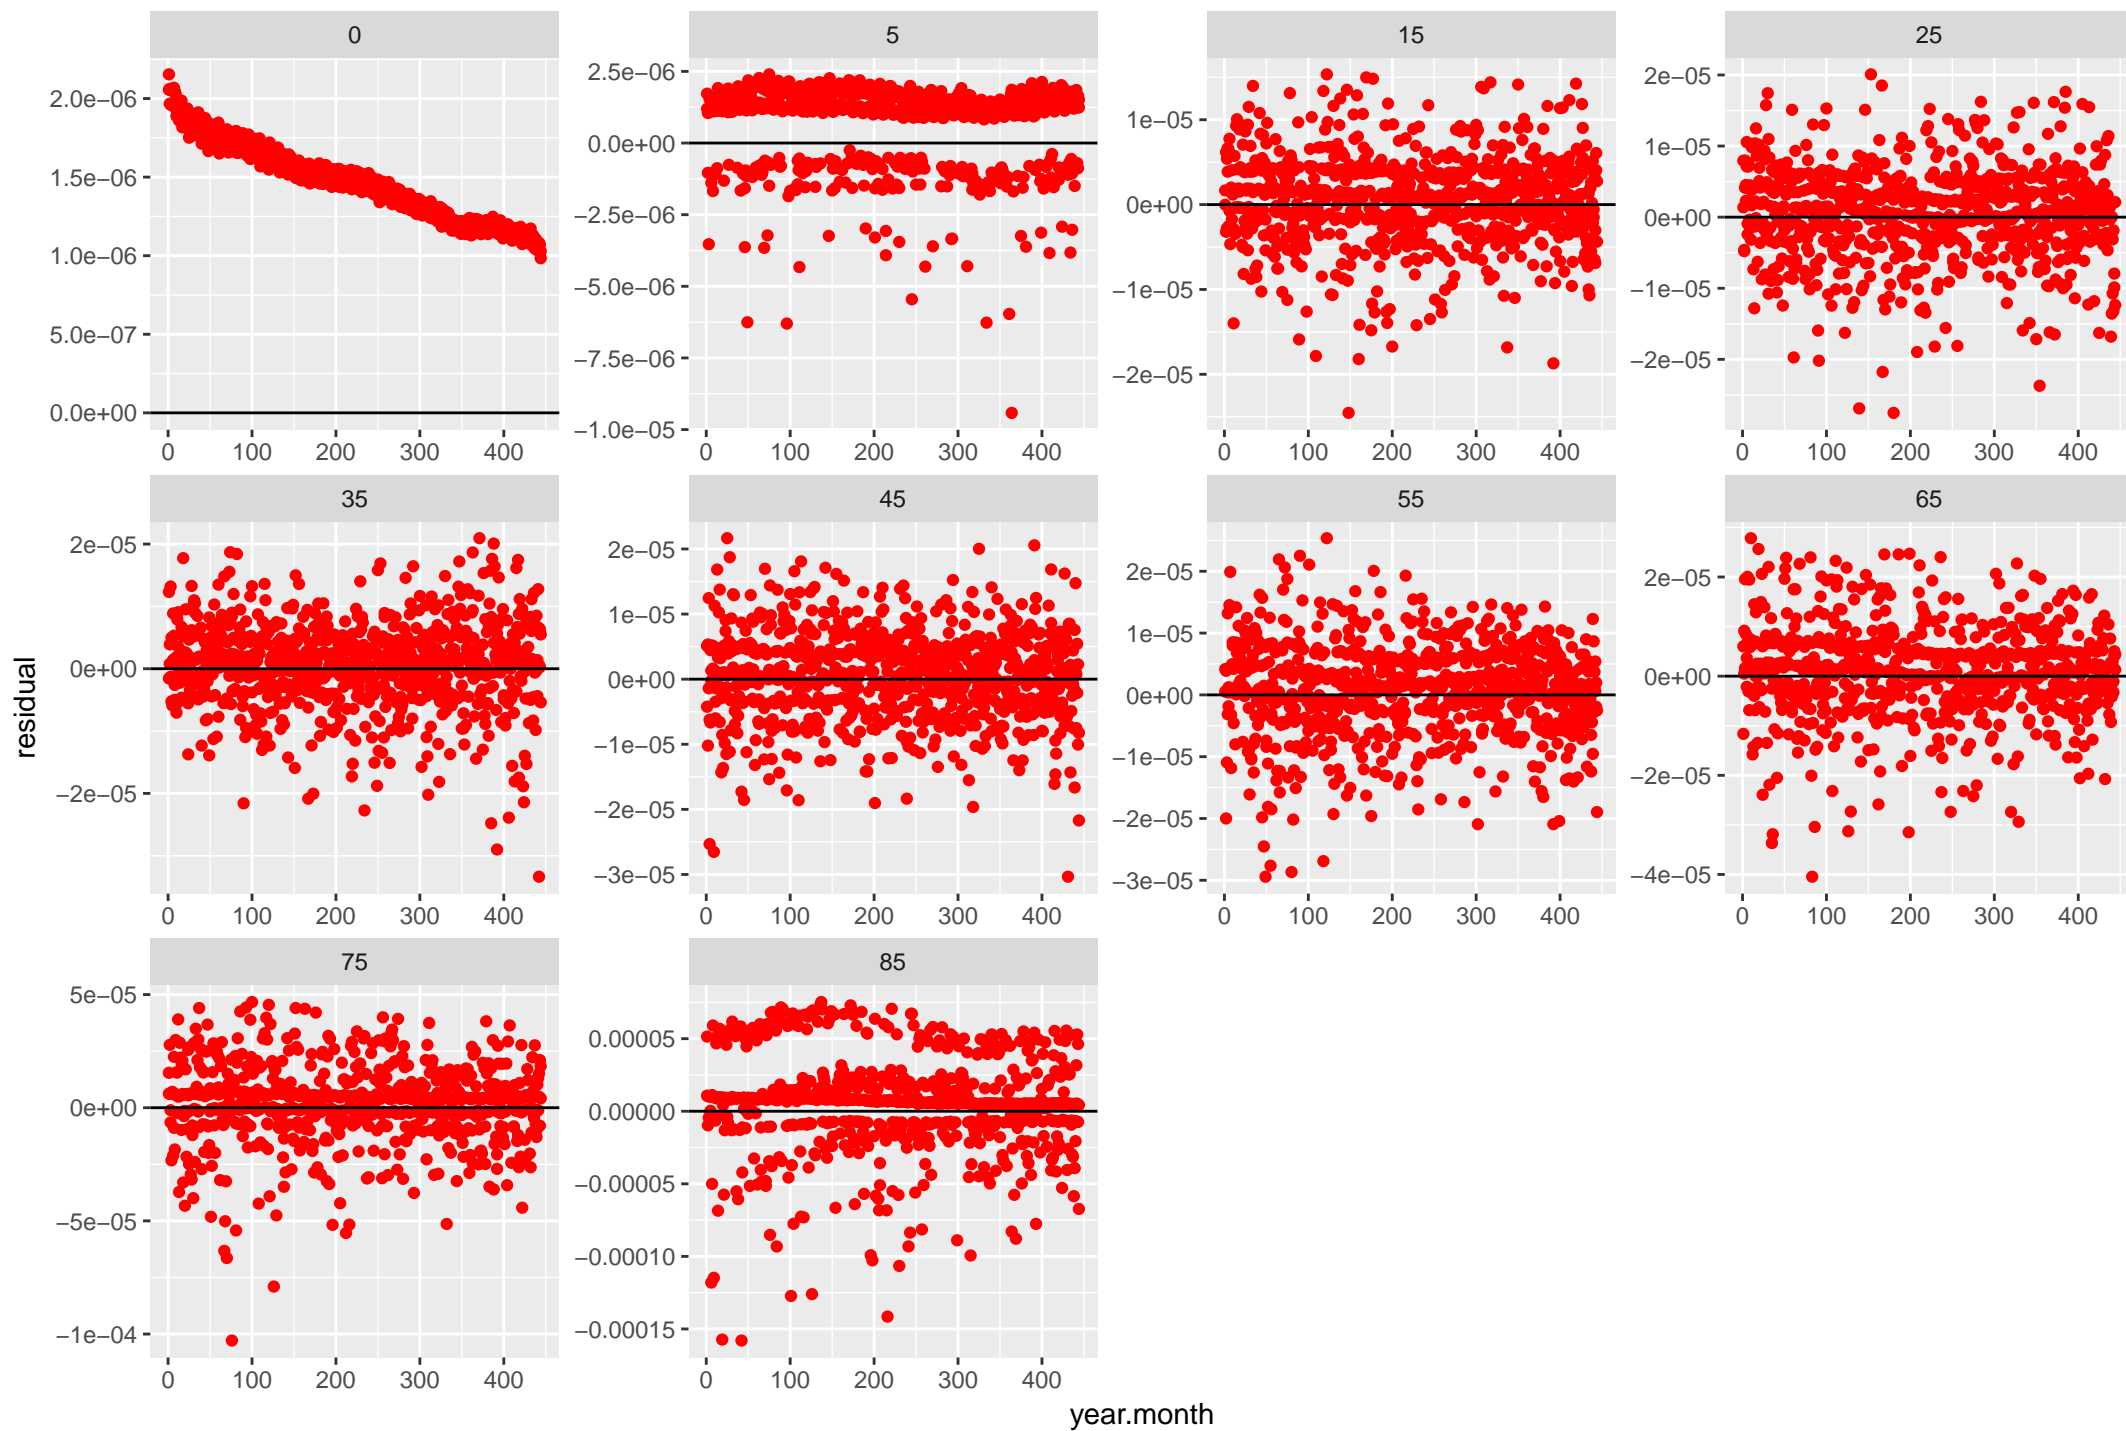 0
5
15
25
2.0e−06
1.5e−06
1.0e−06
5.0e−07
0.0e+00
2.5e−06
0.0e+00
−2.5e−06
−5.0e−06
−7.5e−06
−1.0e−05
1e−05
0e+00
−1e−05
−2e−05
2e−05
1e−05
0e+00
−1e−05
−2e−05
0 100 200 300 400
0 100 200 300 400
0 100 200 300 400
0 100 200 300 400
35
45
55
65
2e−05
0e+00
−2e−05
2e−05
1e−05
0e+00
−1e−05
−2e−05
−3e−05
2e−05
1e−05
0e+00
−1e−05
−2e−05
−3e−05
2e−05
0e+00
−2e−05
−4e−05
0 100 200 300 400
0 100 200 300 400
0 100 200 300 400
0 100 200 300 400
75
85
5e−05
0e+00
−5e−05
−1e−04
0.00005
0.00000
−0.00005
−0.00010
−0.00015
0 100 200 300 400
0 100 200 300 400
residual
year.month